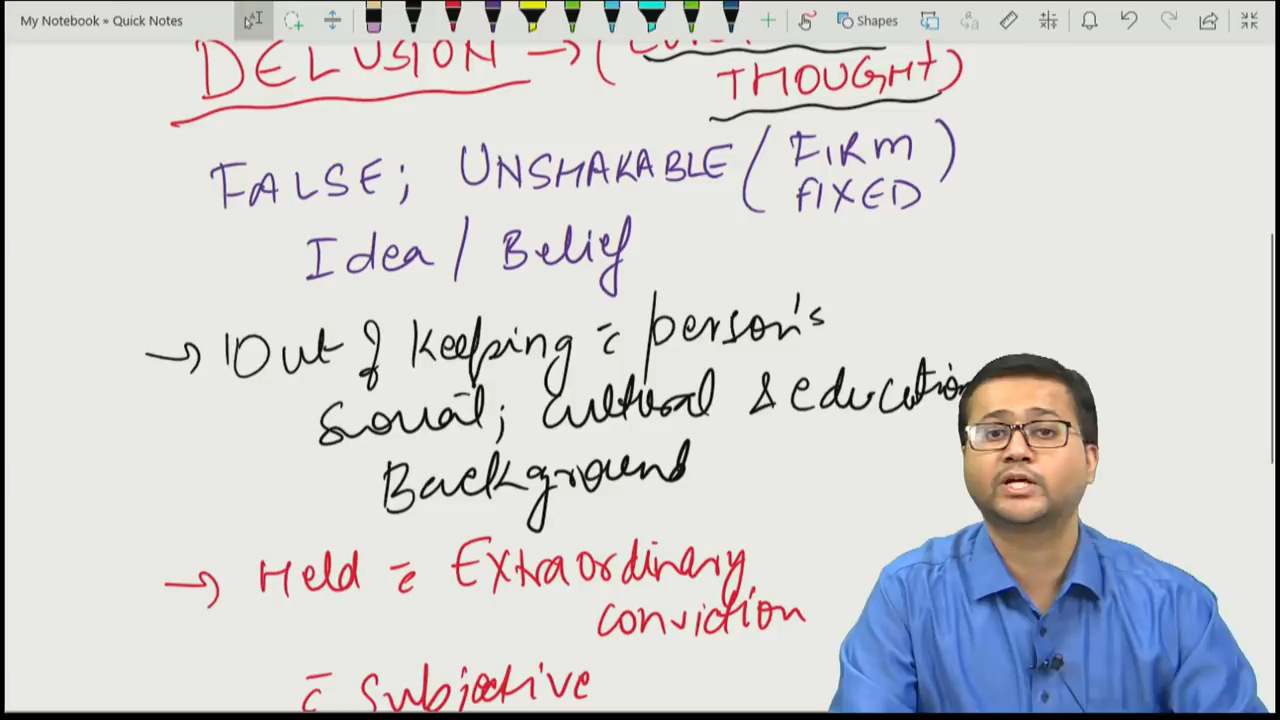 My Notebook » Quick Notes
Shapes
DELUSION → (
THOUGHT)
FALSE; UNSHAKABLE ( FIRM
FIXED )
Idea / Belief
→ Out of keeping c̄ person's
Social; Cultural & education
Background
→ Held c̄ Extraordinary
conviction
c̄ Subjective